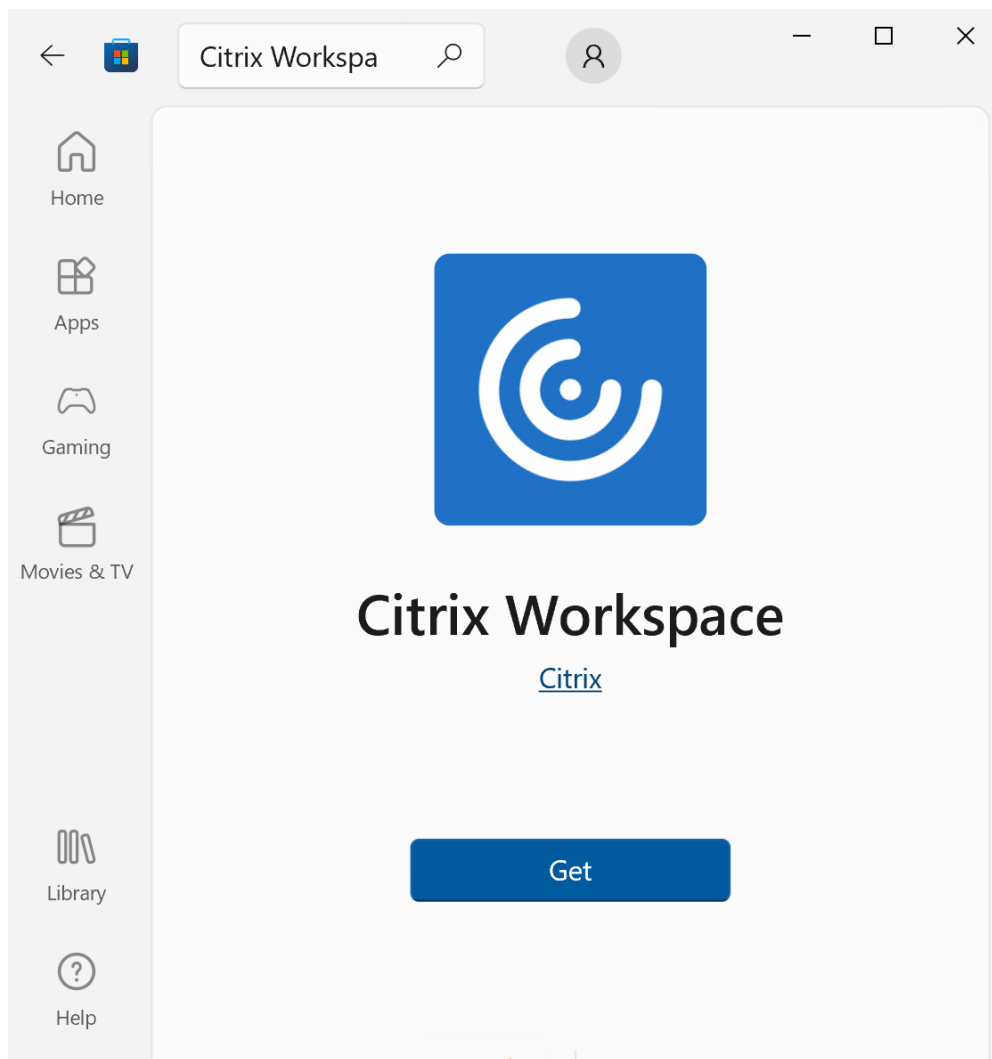 Citrix Workspa
Home
Apps
Gaming
Movies & TV
Citrix Workspace
Citrix
Get
Library
?
Help